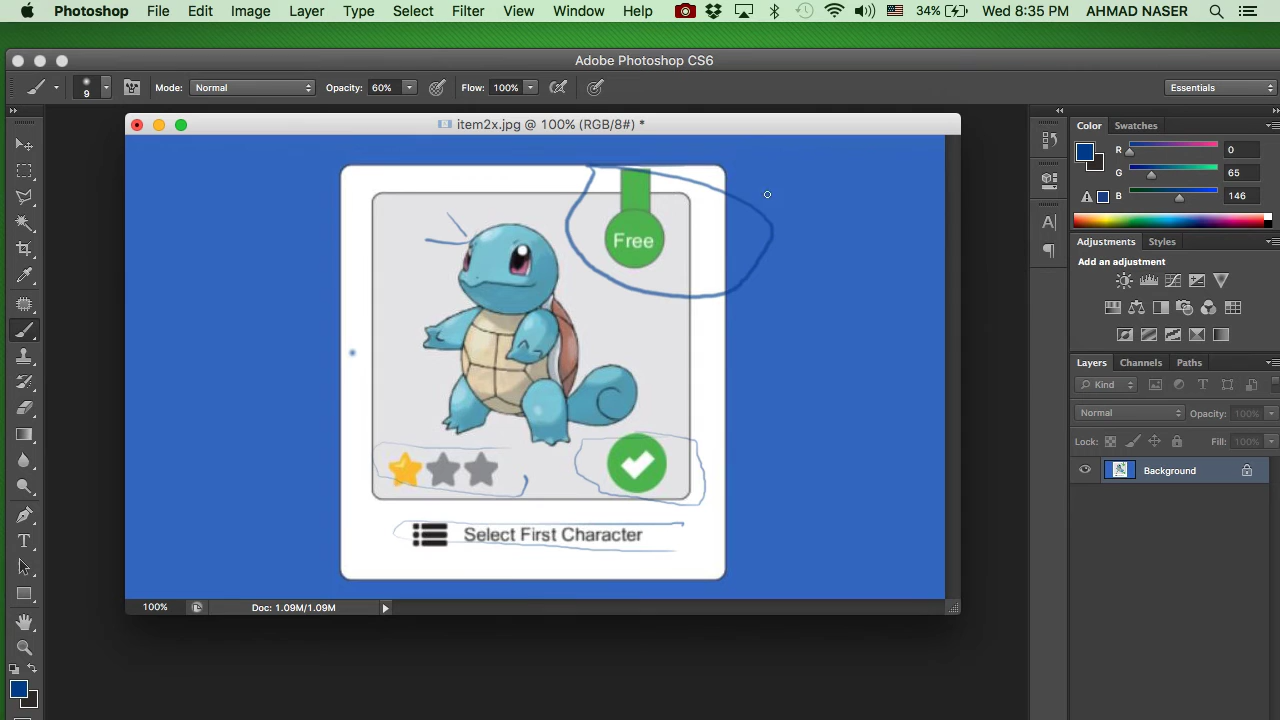 Photoshop File Edit Image Layer Type Select Filter View Window Help 34% Wed 8:35 PM AHMAD NASER
Adobe Photoshop CS6
9 Mode: Normal Opacity: 60% Flow: 100% Essentials
item2x.jpg @ 100% (RGB/8#) *
Free
Select First Character
100% Doc: 1.09M/1.09M
Color Swatches
R 0
G 65
B 146
Adjustments Styles
Add an adjustment
Layers Channels Paths
Kind
Normal Opacity: 100%
Lock: Fill: 100%
Background